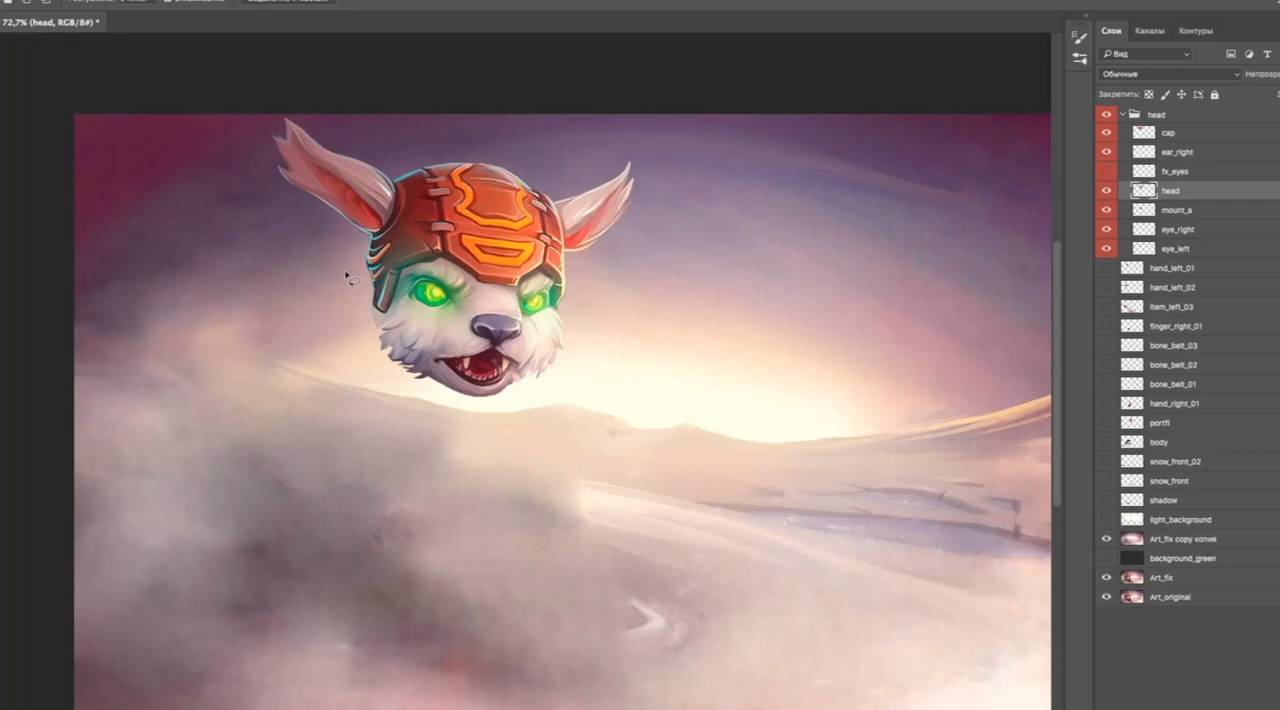 72,7% (head, RGB/8#) *
Слои Каналы Контуры
Вид
Обычные Непрозра
Закрепить:
head
cap
ear_right
fx_eyes
head
mount_a
eye_right
eye_left
hand_left_01
hand_left_02
item_left_03
finger_right_01
bone_belt_03
bone_belt_02
bone_belt_01
hand_right_01
portfl
body
snow_front_02
snow_front
shadow
light_background
Art_fix copy копия
background_green
Art_fix
Art_original